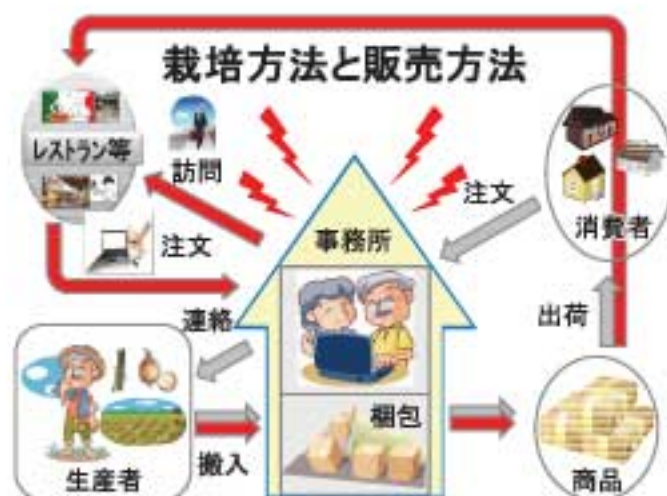 栽培方法と販売方法
レストラン等
訪問
注文
事務所
注文
消費者
連絡
出荷
梱包
生産者
搬入
商品